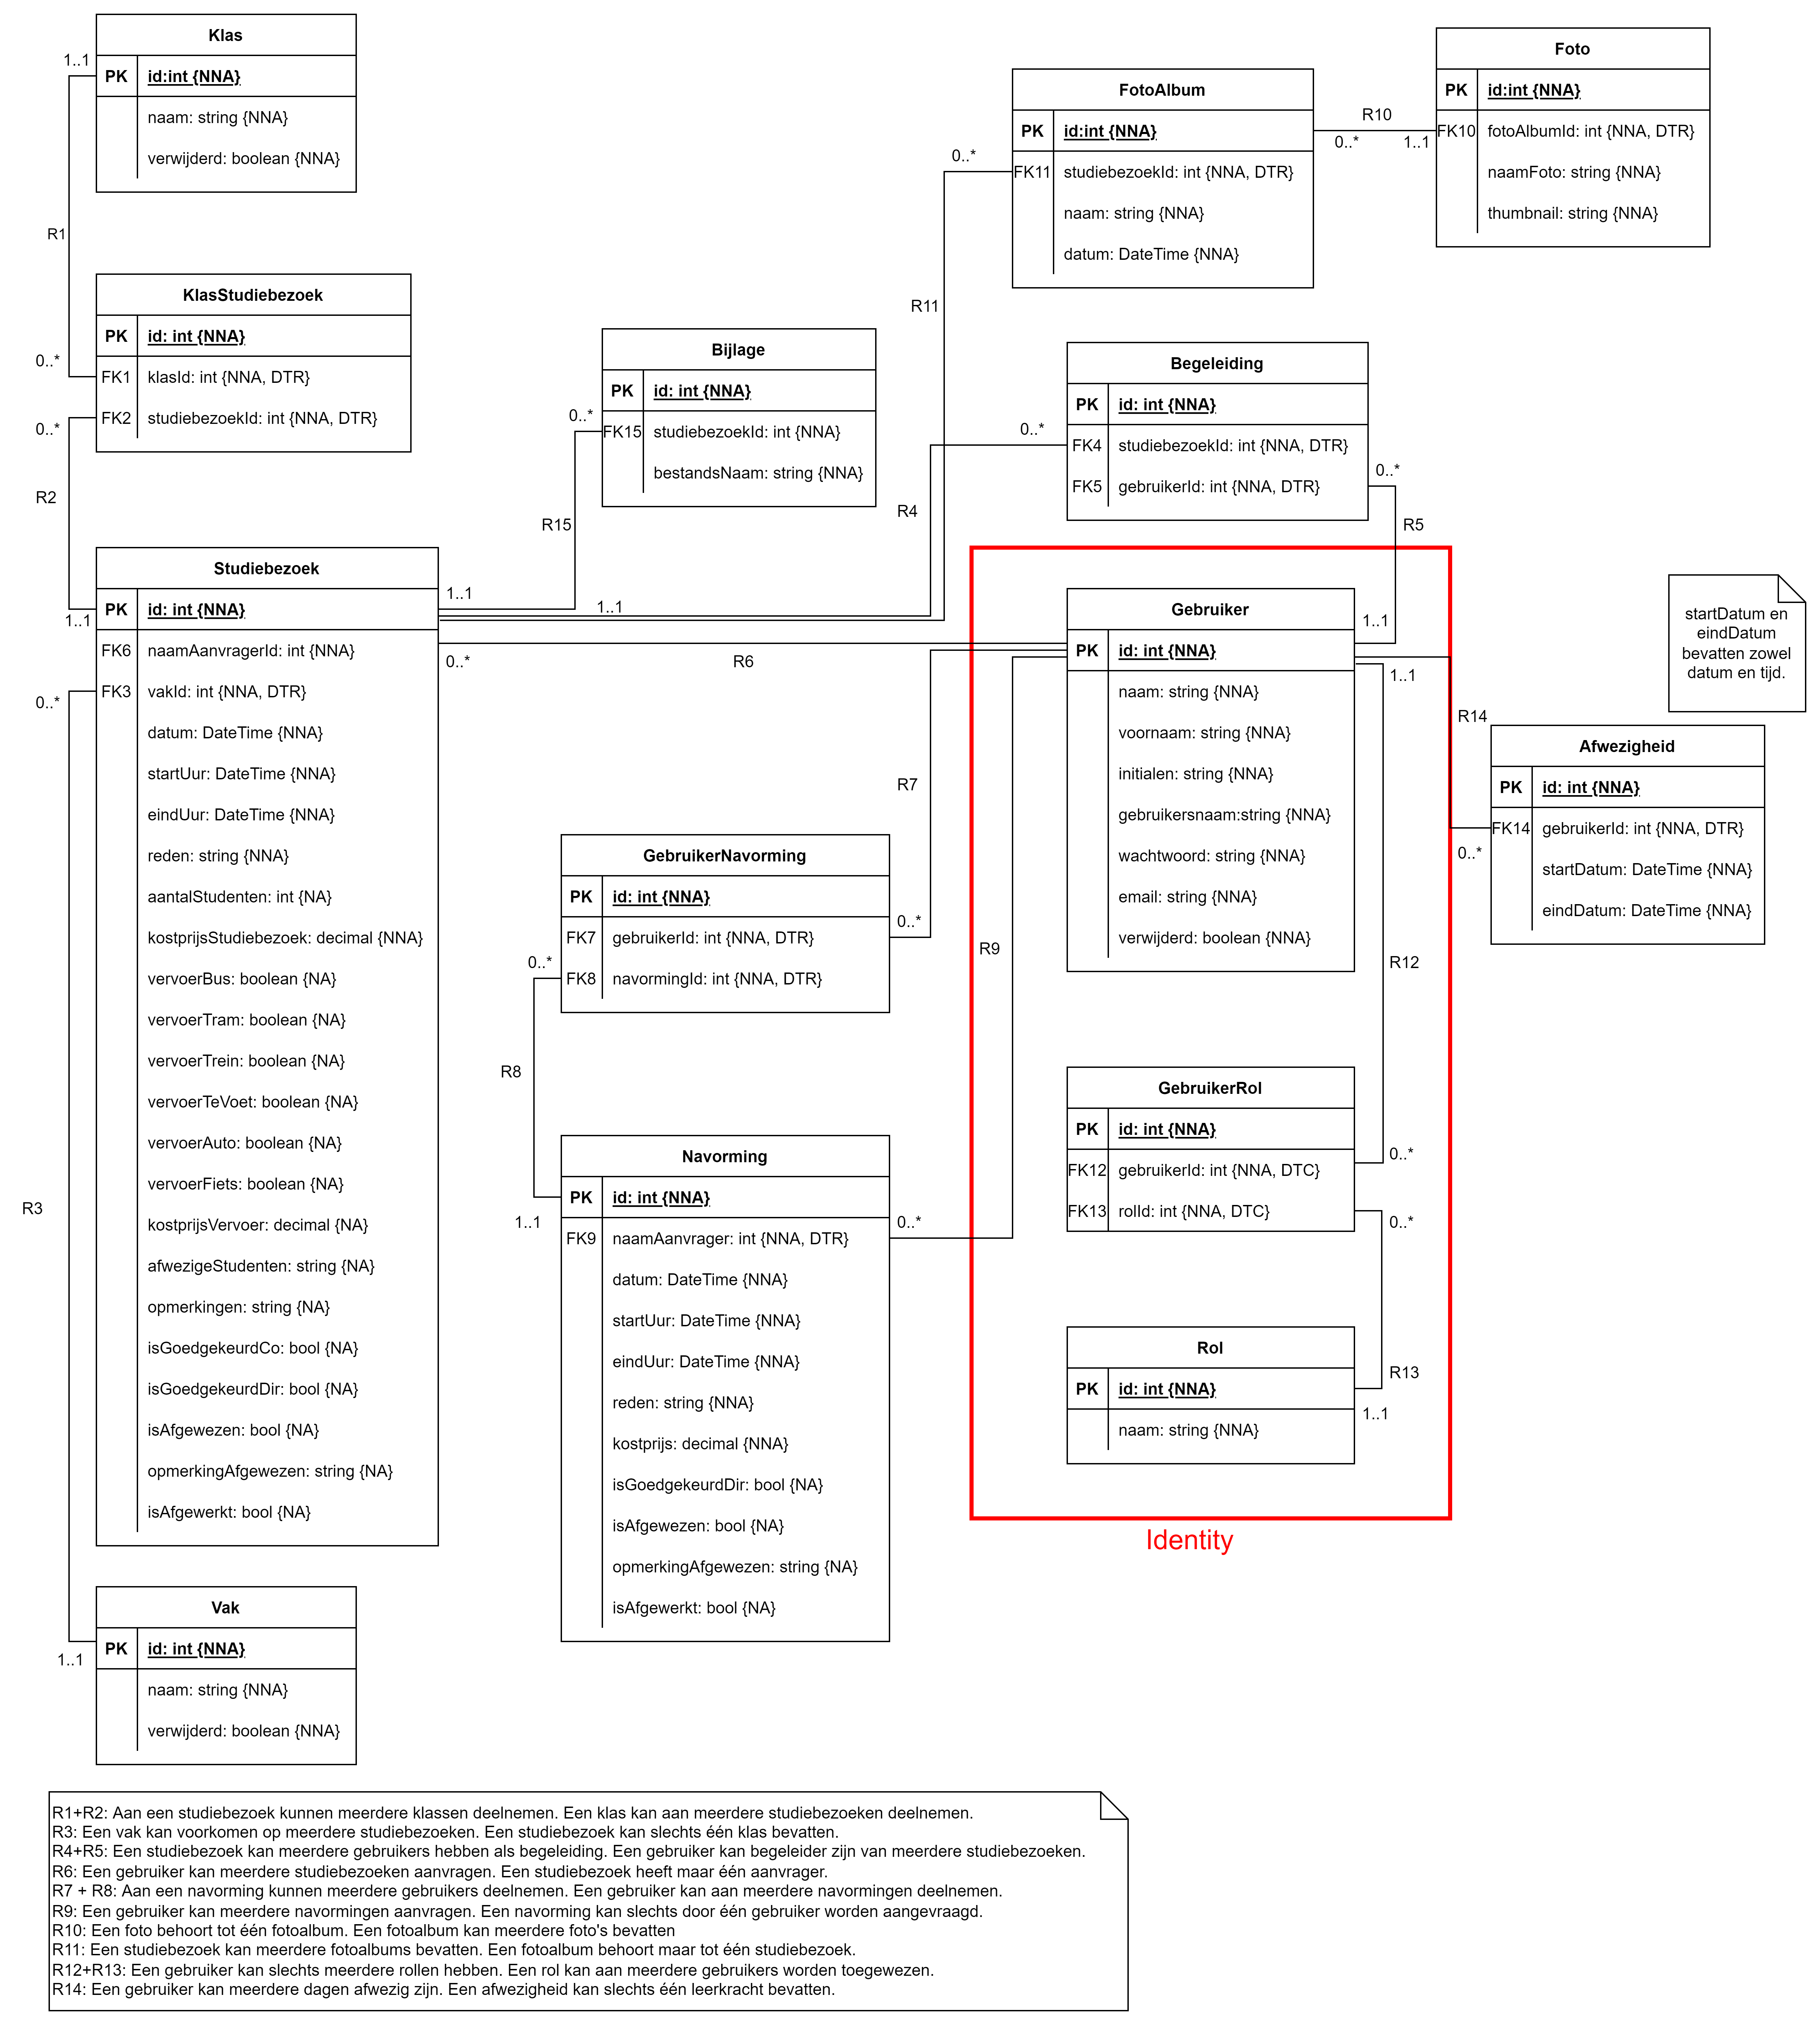 Klas
PK id:int {NNA}
naam: string {NNA}
verwijderd: boolean {NNA}
1..1
R1
0..*
KlasStudiebezoek
PK id: int {NNA}
FK1 klasId: int {NNA, DTR}
FK2 studiebezoekId: int {NNA, DTR}
0..*
R2
1..1
Studiebezoek
PK id: int {NNA}
FK6 naamAanvragerId: int {NNA}
FK3 vakId: int {NNA, DTR}
datum: DateTime {NNA}
startUur: DateTime {NNA}
eindUur: DateTime {NNA}
reden: string {NNA}
aantalStudenten: int {NA}
kostprijsStudiebezoek: decimal {NNA}
vervoerBus: boolean {NA}
vervoerTram: boolean {NA}
vervoerTrein: boolean {NA}
vervoerTeVoet: boolean {NA}
vervoerAuto: boolean {NA}
vervoerFiets: boolean {NA}
kostprijsVervoer: decimal {NA}
afwezigeStudenten: string {NA}
opmerkingen: string {NA}
isGoedgekeurdCo: bool {NA}
isGoedgekeurdDir: bool {NA}
isAfgewezen: bool {NA}
opmerkingAfgewezen: string {NA}
isAfgewerkt: bool {NA}
0..*
R3
1..1
Vak
PK id: int {NNA}
naam: string {NNA}
verwijderd: boolean {NNA}
Bijlage
PK id: int {NNA}
FK15 studiebezoekId: int {NNA}
bestandsNaam: string {NNA}
0..*
R15
1..1
1..1
0..*
R6
FotoAlbum
PK id:int {NNA}
FK11 studiebezoekId: int {NNA, DTR}
naam: string {NNA}
datum: DateTime {NNA}
0..*
R11
R10
0..*
1..1
Foto
PK id:int {NNA}
FK10 fotoAlbumId: int {NNA, DTR}
naamFoto: string {NNA}
thumbnail: string {NNA}
Begeleiding
PK id: int {NNA}
FK4 studiebezoekId: int {NNA, DTR}
FK5 gebruikerId: int {NNA, DTR}
0..*
R4
0..*
R5
1..1
Gebruiker
PK id: int {NNA}
naam: string {NNA}
voornaam: string {NNA}
initialen: string {NNA}
gebruikersnaam:string {NNA}
wachtwoord: string {NNA}
email: string {NNA}
verwijderd: boolean {NNA}
1..1
R12
0..*
GebruikerRol
PK id: int {NNA}
FK12 gebruikerId: int {NNA, DTC}
FK13 rolId: int {NNA, DTC}
0..*
R13
1..1
Rol
PK id: int {NNA}
naam: string {NNA}
Identity
startDatum en
eindDatum
bevatten zowel
datum en tijd.
R14
0..*
Afwezigheid
PK id: int {NNA}
FK14 gebruikerId: int {NNA, DTR}
startDatum: DateTime {NNA}
eindDatum: DateTime {NNA}
R7
0..*
GebruikerNavorming
PK id: int {NNA}
FK7 gebruikerId: int {NNA, DTR}
FK8 navormingId: int {NNA, DTR}
0..*
R8
1..1
R9
0..*
Navorming
PK id: int {NNA}
FK9 naamAanvrager: int {NNA, DTR}
datum: DateTime {NNA}
startUur: DateTime {NNA}
eindUur: DateTime {NNA}
reden: string {NNA}
kostprijs: decimal {NNA}
isGoedgekeurdDir: bool {NA}
isAfgewezen: bool {NA}
opmerkingAfgewezen: string {NA}
isAfgewerkt: bool {NA}
R1+R2: Aan een studiebezoek kunnen meerdere klassen deelnemen. Een klas kan aan meerdere studiebezoeken deelnemen.
R3: Een vak kan voorkomen op meerdere studiebezoeken. Een studiebezoek kan slechts één klas bevatten.
R4+R5: Een studiebezoek kan meerdere gebruikers hebben als begeleiding. Een gebruiker kan begeleider zijn van meerdere studiebezoeken.
R6: Een gebruiker kan meerdere studiebezoeken aanvragen. Een studiebezoek heeft maar één aanvrager.
R7 + R8: Aan een navorming kunnen meerdere gebruikers deelnemen. Een gebruiker kan aan meerdere navormingen deelnemen.
R9: Een gebruiker kan meerdere navormingen aanvragen. Een navorming kan slechts door één gebruiker worden aangevraagd.
R10: Een foto behoort tot één fotoalbum. Een fotoalbum kan meerdere foto's bevatten
R11: Een studiebezoek kan meerdere fotoalbums bevatten. Een fotoalbum behoort maar tot één studiebezoek.
R12+R13: Een gebruiker kan slechts meerdere rollen hebben. Een rol kan aan meerdere gebruikers worden toegewezen.
R14: Een gebruiker kan meerdere dagen afwezig zijn. Een afwezigheid kan slechts één leerkracht bevatten.